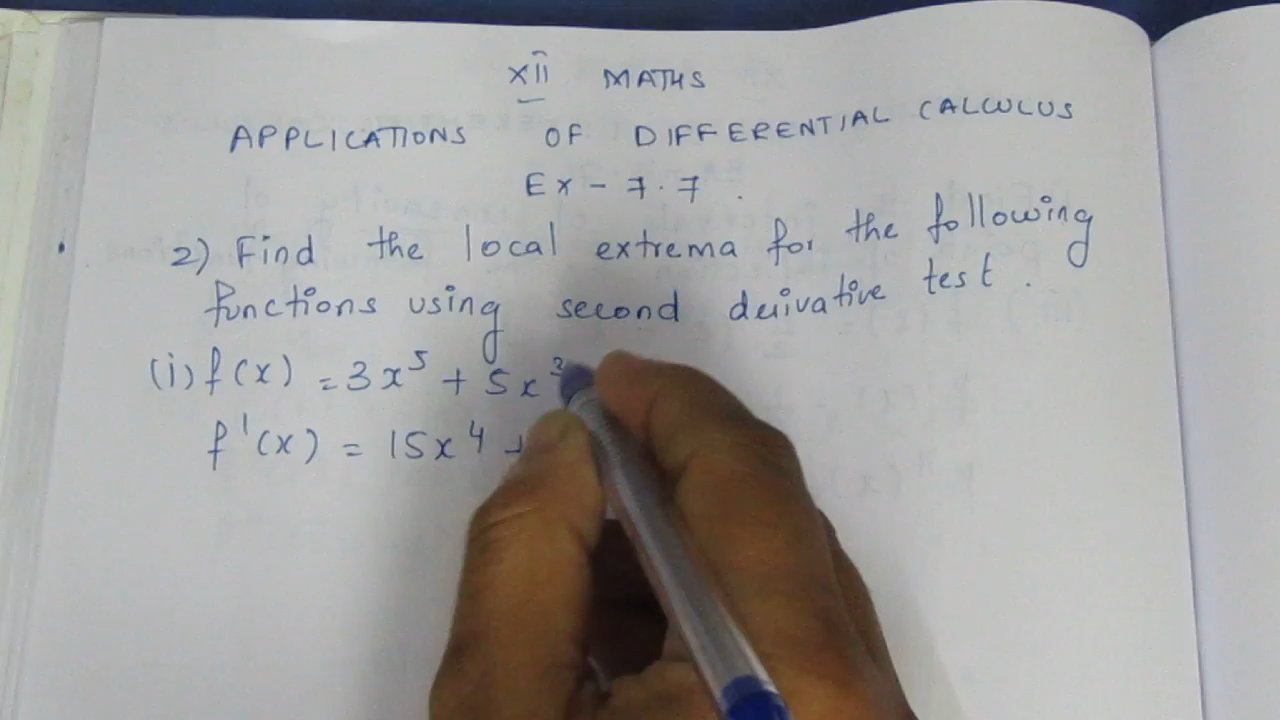 XII MATHS
APPLICATIONS OF DIFFERENTIAL CALCULUS
Ex - 7.7.
2) Find the local extrema for the following
functions using second derivative test.
(i) f(x) = 3x⁵ + 5x
f'(x) = 15x⁴ +